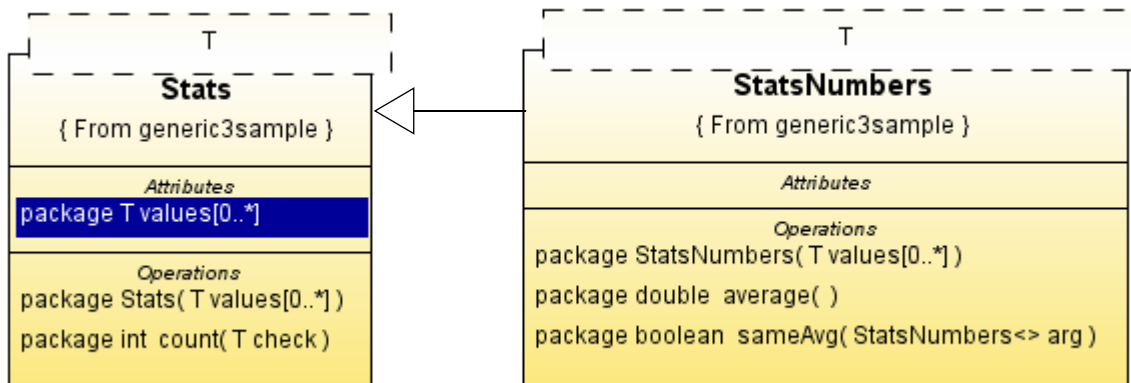 T
Stats
{ From generic3sample }
Attributes
package T values[0..*]
Operations
package Stats( T values[0..*] )
package int count( T check )
T
StatsNumbers
{ From generic3sample }
Attributes
Operations
package StatsNumbers( T values[0..*] )
package double average( )
package boolean sameAvg( StatsNumbers<> arg )